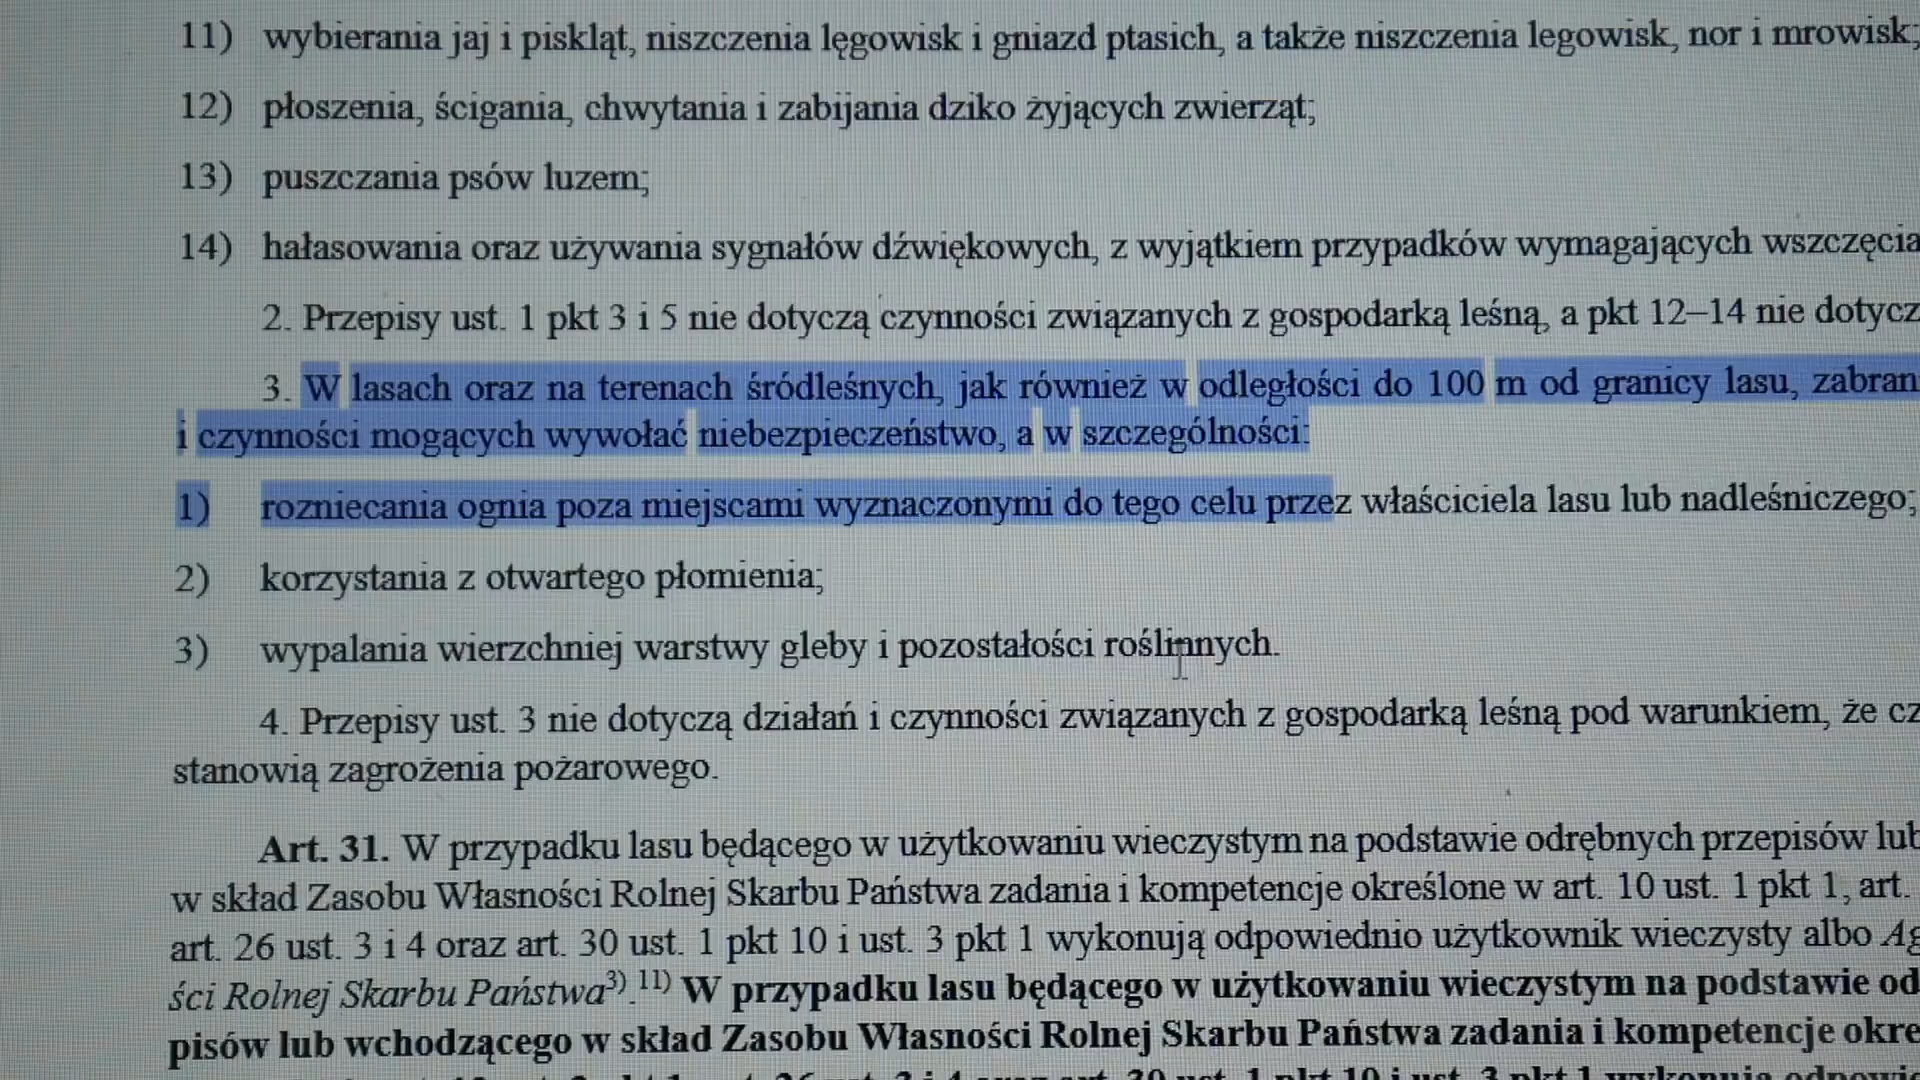 11) wybierania jaj i piskląt, niszczenia lęgowisk i gniazd ptasich, a także niszczenia legowisk, nor i mrowisk;
12) płoszenia, ścigania, chwytania i zabijania dziko żyjących zwierząt;
13) puszczania psów luzem;
14) hałasowania oraz używania sygnałów dźwiękowych, z wyjątkiem przypadków wymagających wszczęcia
2. Przepisy ust. 1 pkt 3 i 5 nie dotyczą czynności związanych z gospodarką leśną, a pkt 12–14 nie dotycz
3. W lasach oraz na terenach śródleśnych, jak również w odległości do 100 m od granicy lasu, zabran
i czynności mogących wywołać niebezpieczeństwo, a w szczególności:
1) rozniecania ognia poza miejscami wyznaczonymi do tego celu przez właściciela lasu lub nadleśniczego;
2) korzystania z otwartego płomienia;
3) wypalania wierzchniej warstwy gleby i pozostałości roślinnych.
4. Przepisy ust. 3 nie dotyczą działań i czynności związanych z gospodarką leśną pod warunkiem, że cz
stanowią zagrożenia pożarowego.
Art. 31. W przypadku lasu będącego w użytkowaniu wieczystym na podstawie odrębnych przepisów lub
w skład Zasobu Własności Rolnej Skarbu Państwa zadania i kompetencje określone w art. 10 ust. 1 pkt 1, art.
art. 26 ust. 3 i 4 oraz art. 30 ust. 1 pkt 10 i ust. 3 pkt 1 wykonują odpowiednio użytkownik wieczysty albo Ag
ści Rolnej Skarbu Państwa3).11) W przypadku lasu będącego w użytkowaniu wieczystym na podstawie od
pisów lub wchodzącego w skład Zasobu Własności Rolnej Skarbu Państwa zadania i kompetencje okre